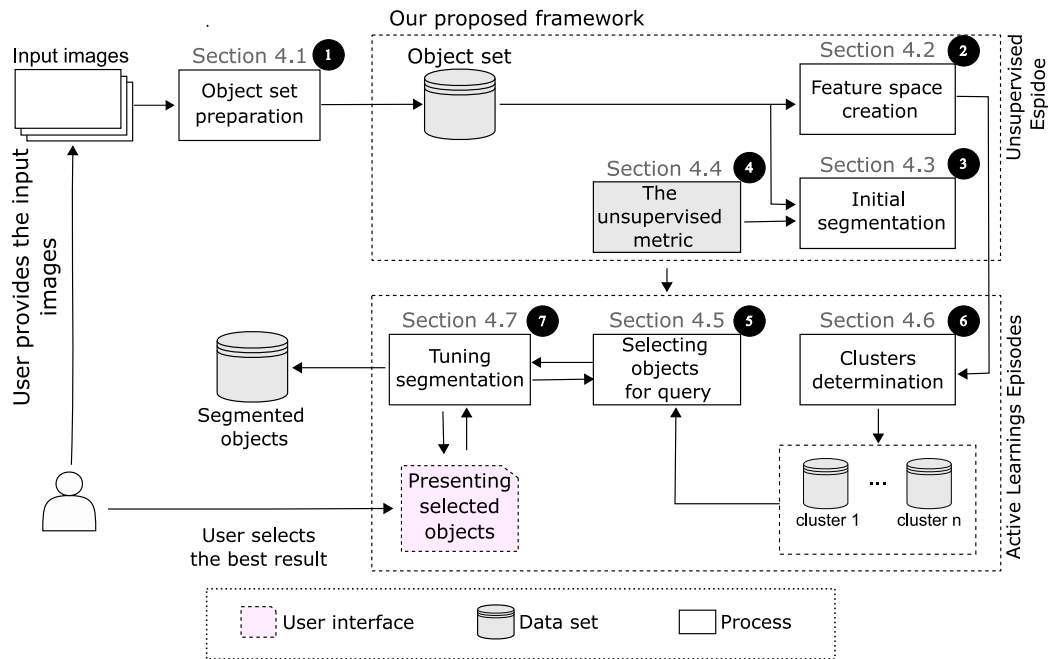 Our proposed framework
Input images
Section 4.1
1
Object set
preparation
Object set
Section 4.2
2
Feature space
creation
Section 4.3
3
Initial
segmentation
Section 4.4
4
The
unsupervised
metric
Unsupervised
Espidoe
User provides the input
images
Section 4.7
7
Tuning
segmentation
Section 4.5
5
Selecting
objects
for query
Section 4.6
6
Clusters
determination
Segmented
objects
Presenting
selected
objects
cluster 1
...
cluster n
Active Learnings Episodes
User selects
the best result
User interface
Data set
Process